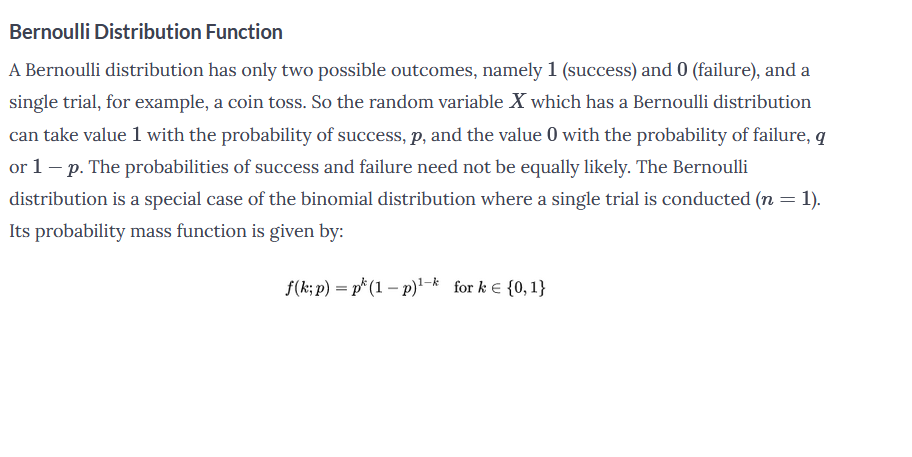 Bernoulli Distribution Function
A Bernoulli distribution has only two possible outcomes, namely 1 (success) and 0 (failure), and a
single trial, for example, a coin toss. So the random variable X which has a Bernoulli distribution
can take value 1 with the probability of success, p, and the value 0 with the probability of failure, q
or 1 − p. The probabilities of success and failure need not be equally likely. The Bernoulli
distribution is a special case of the binomial distribution where a single trial is conducted (n = 1).
Its probability mass function is given by:
f(k; p) = p^k (1 − p)^{1−k} for k ∈ {0, 1}